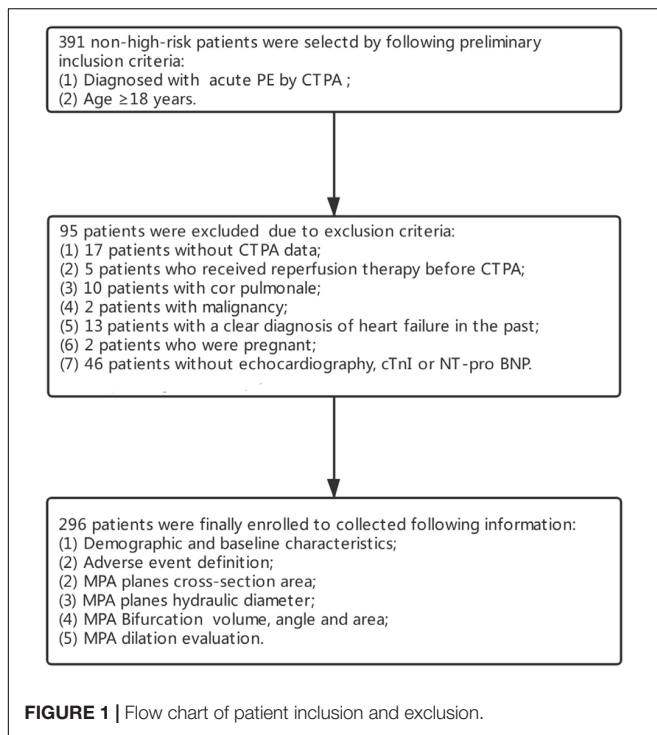 391 non-high-risk patients were selectd by following preliminary
inclusion criteria:
(1) Diagnosed with acute PE by CTPA ;
(2) Age ≥18 years.
95 patients were excluded due to exclusion criteria:
(1) 17 patients without CTPA data;
(2) 5 patients who received reperfusion therapy before CTPA;
(3) 10 patients with cor pulmonale;
(4) 2 patients with malignancy;
(5) 13 patients with a clear diagnosis of heart failure in the past;
(6) 2 patients who were pregnant;
(7) 46 patients without echocardiography, cTnI or NT-pro BNP.
296 patients were finally enrolled to collected following information:
(1) Demographic and baseline characteristics;
(2) Adverse event definition;
(2) MPA planes cross-section area;
(3) MPA planes hydraulic diameter;
(4) MPA Bifurcation volume, angle and area;
(5) MPA dilation evaluation.
FIGURE 1 | Flow chart of patient inclusion and exclusion.